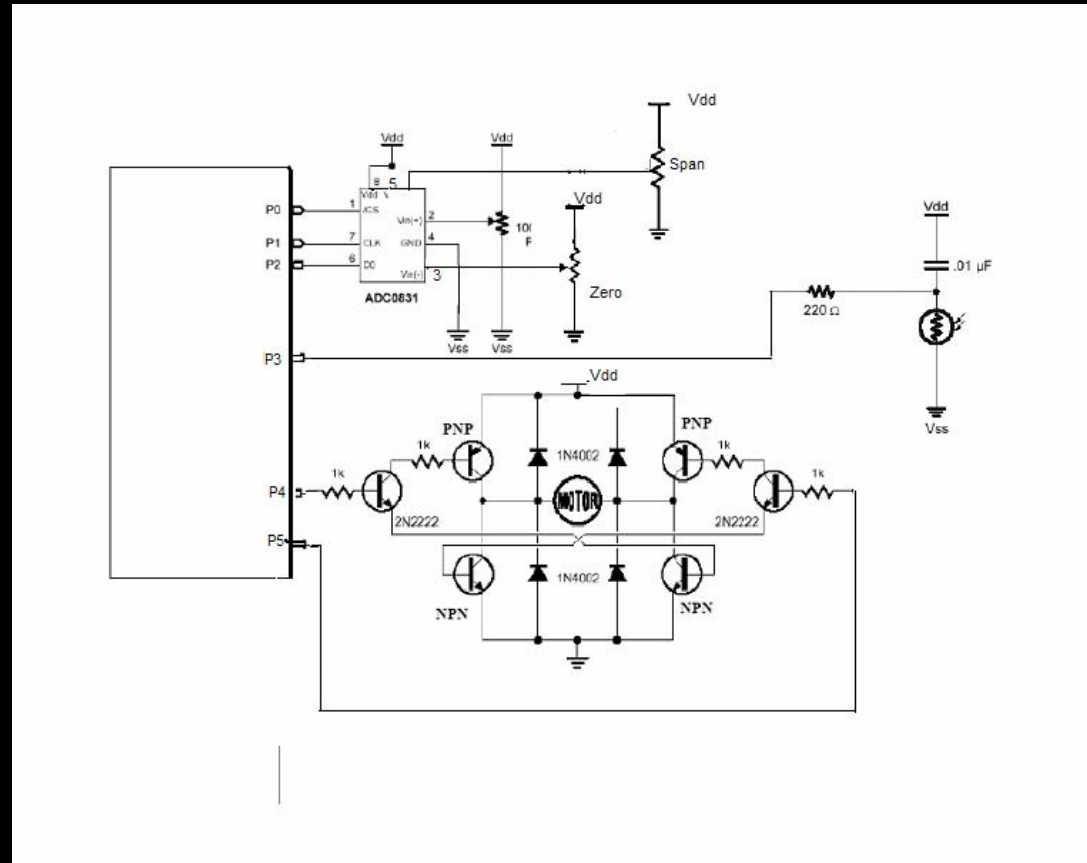 Vdd
Vdd
Vdd
Span
8
5
Vdd
Vdd
P0
1
/CS
Vin(+)
2
P1
7
CLK
GND
4
P2
6
D0
Vin(-)
3
ADC0831
Zero
Vss
Vss
Vdd
.01 µF
220 Ω
Vss
P3
Vdd
PNP
PNP
1k
1N4002
1k
1k
1k
P4
MOTOR
2N2222
2N2222
P5
1N4002
NPN
NPN